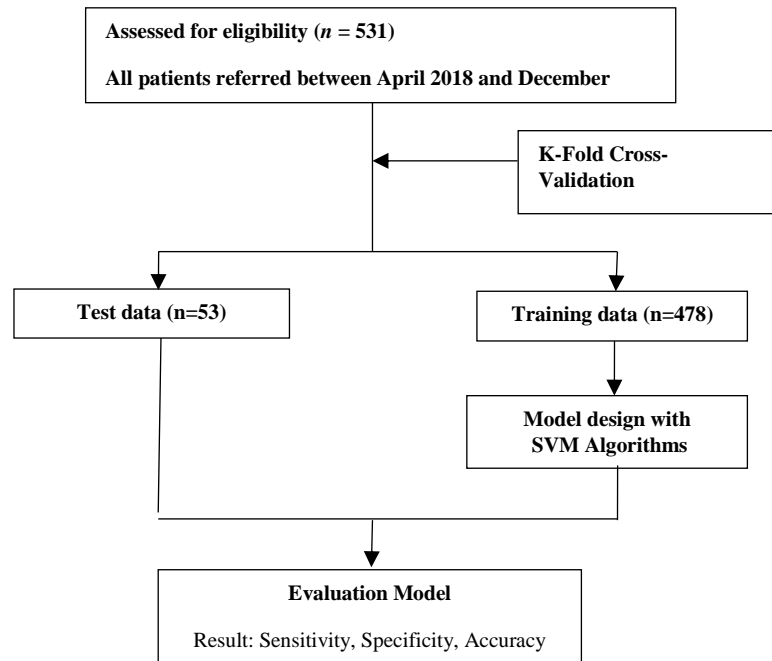 Assessed for eligibility (n = 531)
All patients referred between April 2018 and December
K-Fold Cross-
Validation
Test data (n=53)
Training data (n=478)
Model design with
SVM Algorithms
Evaluation Model
Result: Sensitivity, Specificity, Accuracy